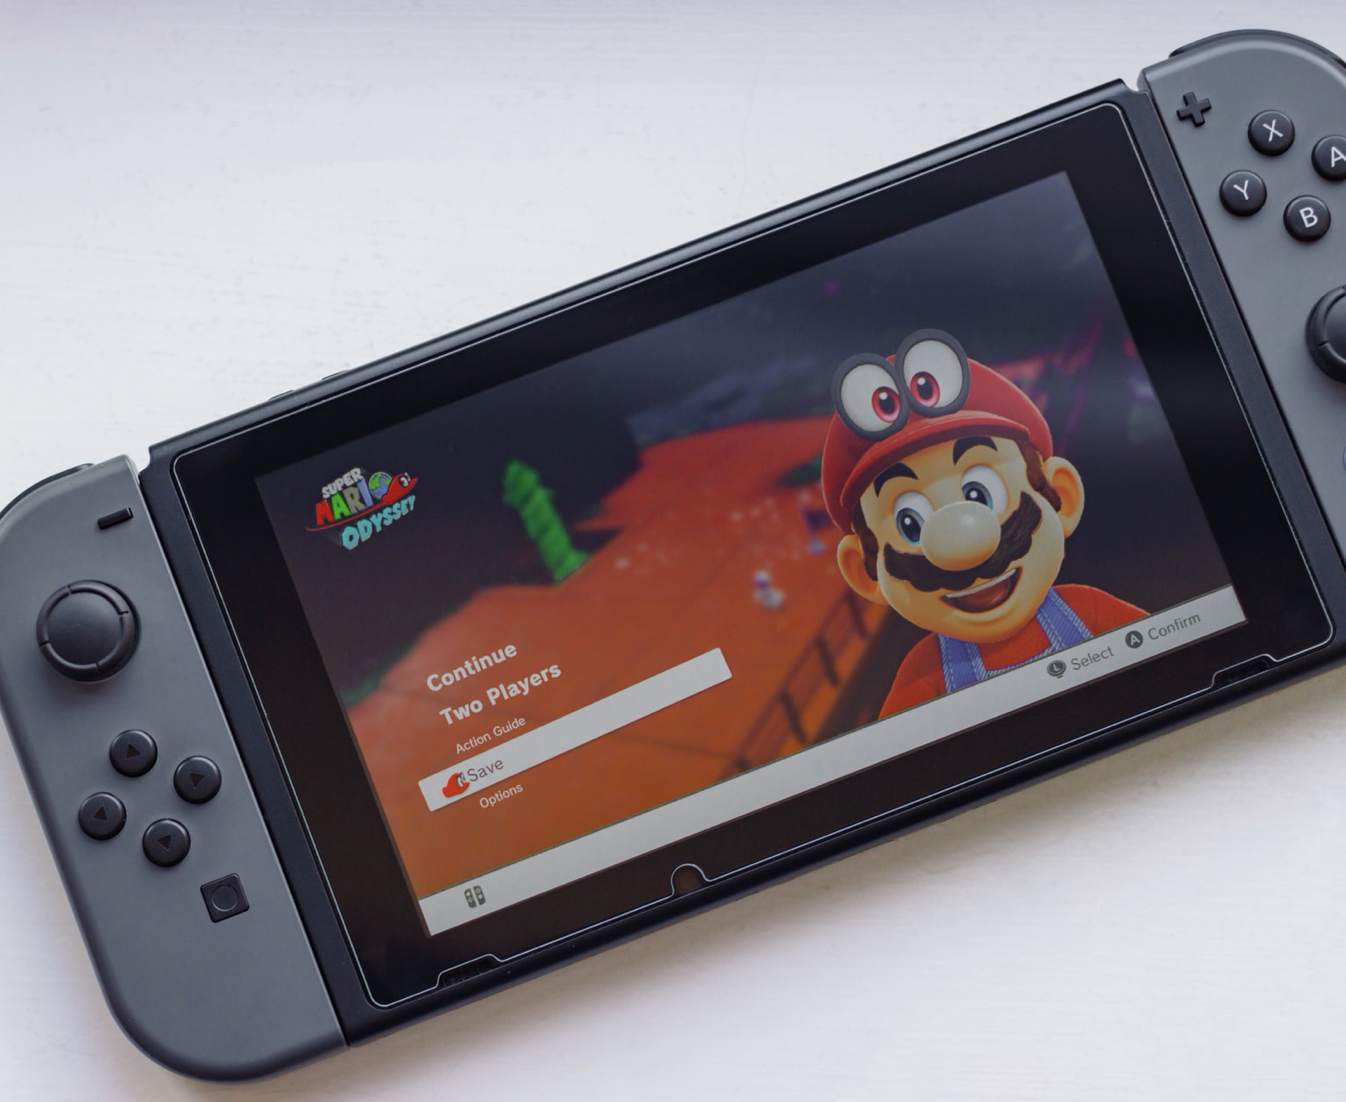 SUPER
MARIO
ODYSSEY
Continue
Two Players
Action Guide
Save
Options
L Select A Confirm
X
A
Y
B